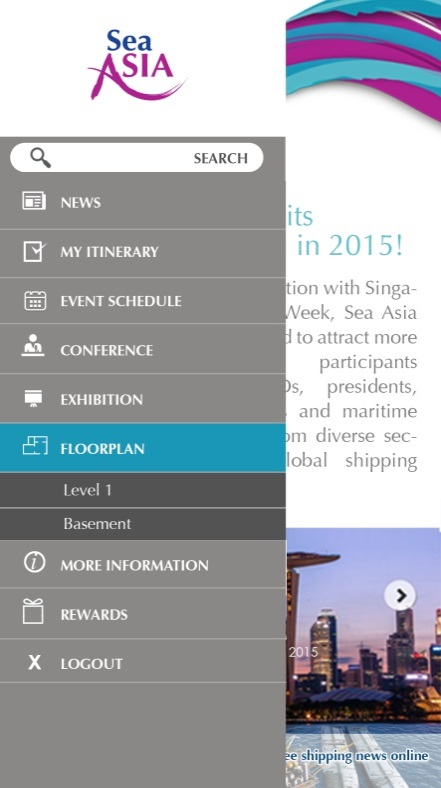 Sea
ASIA
SEARCH
NEWS
MY ITINERARY
EVENT SCHEDULE
CONFERENCE
EXHIBITION
FLOORPLAN
Level 1
Basement
MORE INFORMATION
REWARDS
X LOGOUT
its
in 2015!
tion with Singa-
Week, Sea Asia
d to attract more
participants
Os, presidents,
and maritime
om diverse sec-
lobal shipping
2015
ee shipping news online